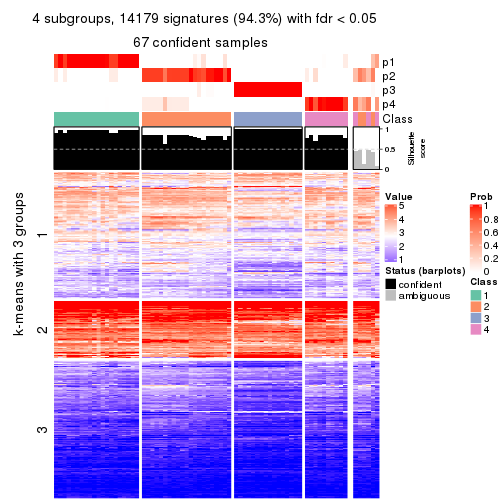 4 subgroups, 14179 signatures (94.3%) with fdr < 0.05
67 confident samples
p1
p2
p3
p4
Class
1
0.5
0
Silhouette
score
k-means with 3 groups
1
2
3
Value
5
4
3
2
1
Status (barplots)
confident
ambiguous
Prob
1
0.8
0.6
0.4
0.2
0
Class
1
2
3
4